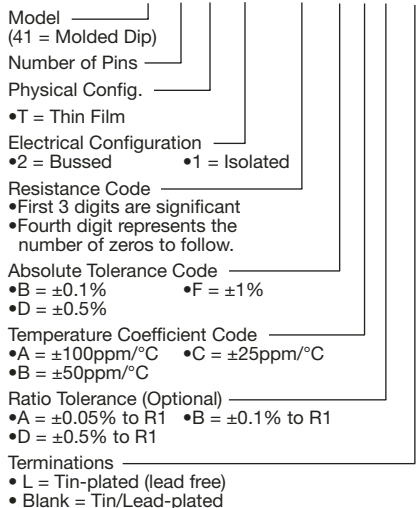 Model
(41 = Molded Dip)
Number of Pins
Physical Config.
•T = Thin Film
Electrical Configuration
•2 = Bussed •1 = Isolated
Resistance Code
•First 3 digits are significant
•Fourth digit represents the
number of zeros to follow.
Absolute Tolerance Code
•B = ±0.1% •F = ±1%
•D = ±0.5%
Temperature Coefficient Code
•A = ±100ppm/°C •C = ±25ppm/°C
•B = ±50ppm/°C
Ratio Tolerance (Optional)
•A = ±0.05% to R1 •B = ±0.1% to R1
•D = ±0.5% to R1
Terminations
• L = Tin-plated (lead free)
• Blank = Tin/Lead-plated